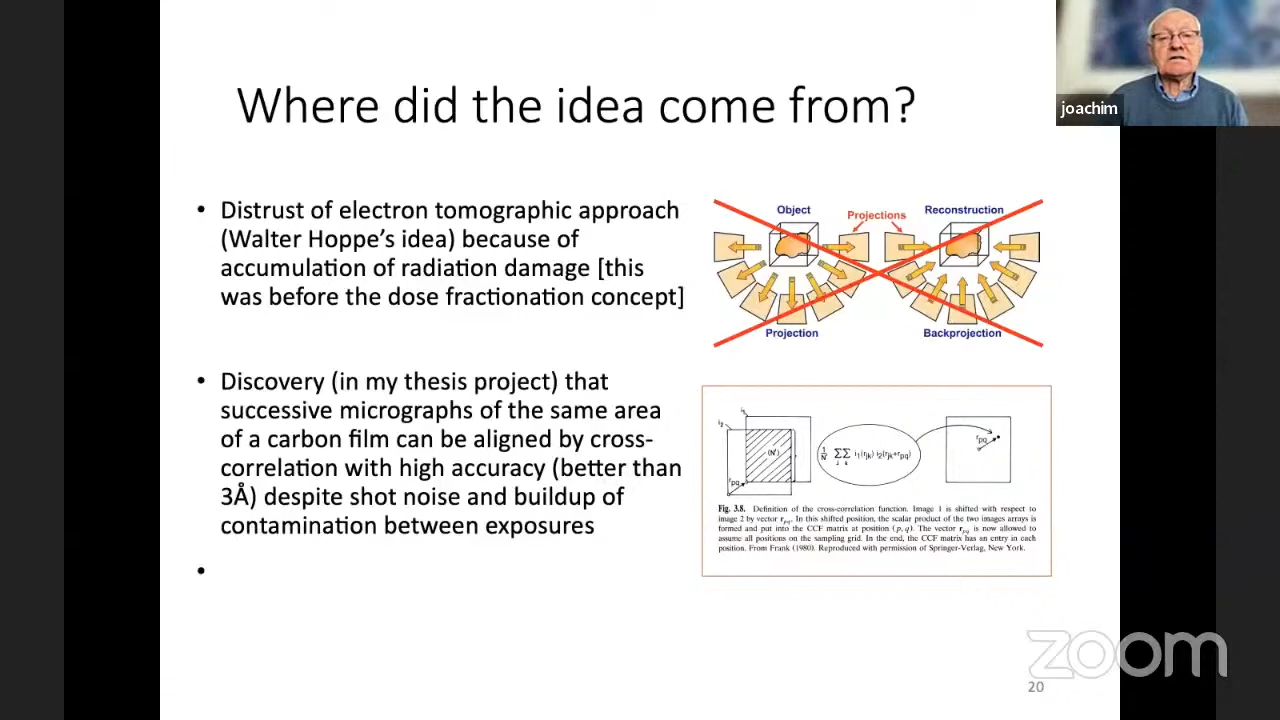 joachim
Where did the idea come from?
• Distrust of electron tomographic approach
(Walter Hoppe's idea) because of
accumulation of radiation damage [this
was before the dose fractionation concept]
Object
Projections
Reconstruction
Projection
Backprojection
• Discovery (in my thesis project) that
successive micrographs of the same area
of a carbon film can be aligned by cross-
correlation with high accuracy (better than
3Å) despite shot noise and buildup of
contamination between exposures
•
(N')
r_pq
r_pq
Fig. 3.8. Definition of the cross-correlation function. Image 1 is shifted with respect to
image 2 by vector r_pq. In this shifted position, the scalar product of the two images arrays is
formed and put into the CCF matrix at position (p, q). The vector r_pq is now allowed to
assume all positions on the sampling grid. In the end, the CCF matrix has an entry in each
position. From Frank (1980). Reproduced with permission of Springer-Verlag, New York.
zoom
20